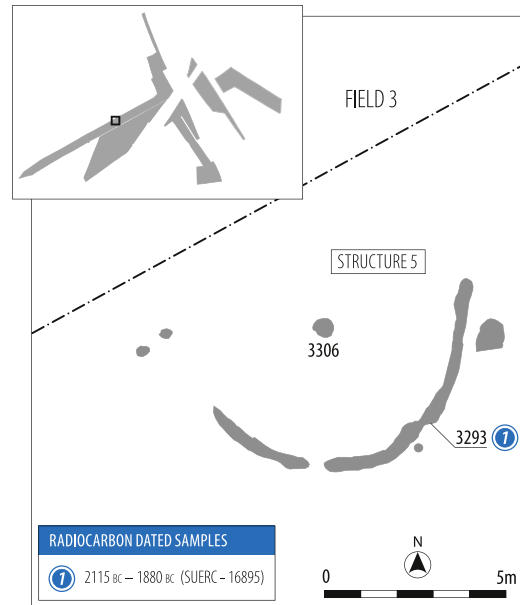 FIELD 3
STRUCTURE 5
3306
3293 1
RADIOCARBON DATED SAMPLES
1 2115 BC – 1880 BC (SUERC - 16895)
N
0 5m